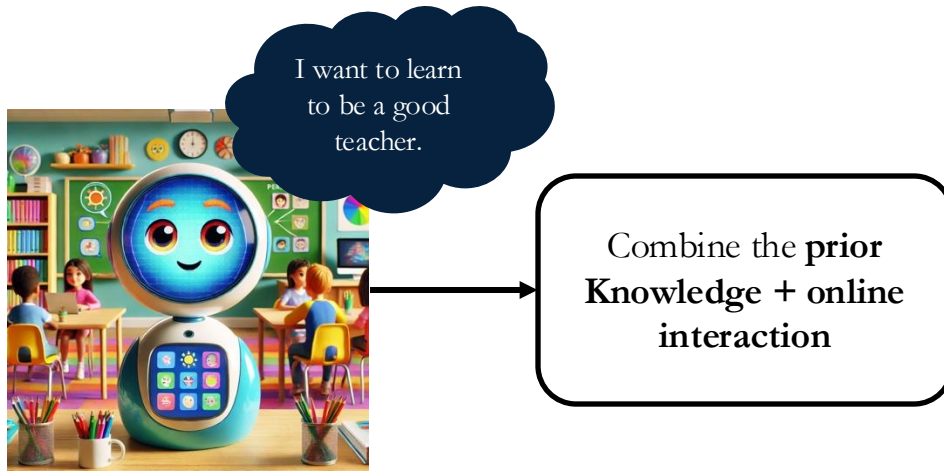 I want to learn
to be a good
teacher.
Combine the prior
Knowledge + online
interaction